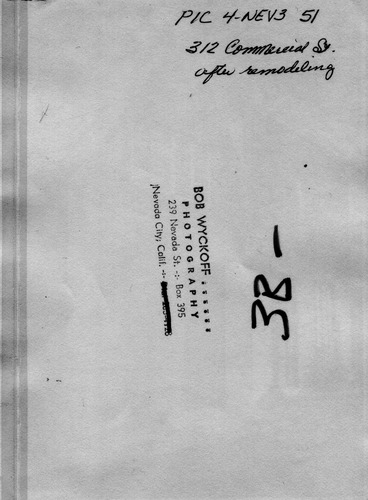 PIC 4-NEV3 51
312 Commercial St.
after remodeling
BOB WYCKOFF
PHOTOGRAPHY
239 Nevada St. -:- Box 395
Nevada City, Calif. -:-
38-